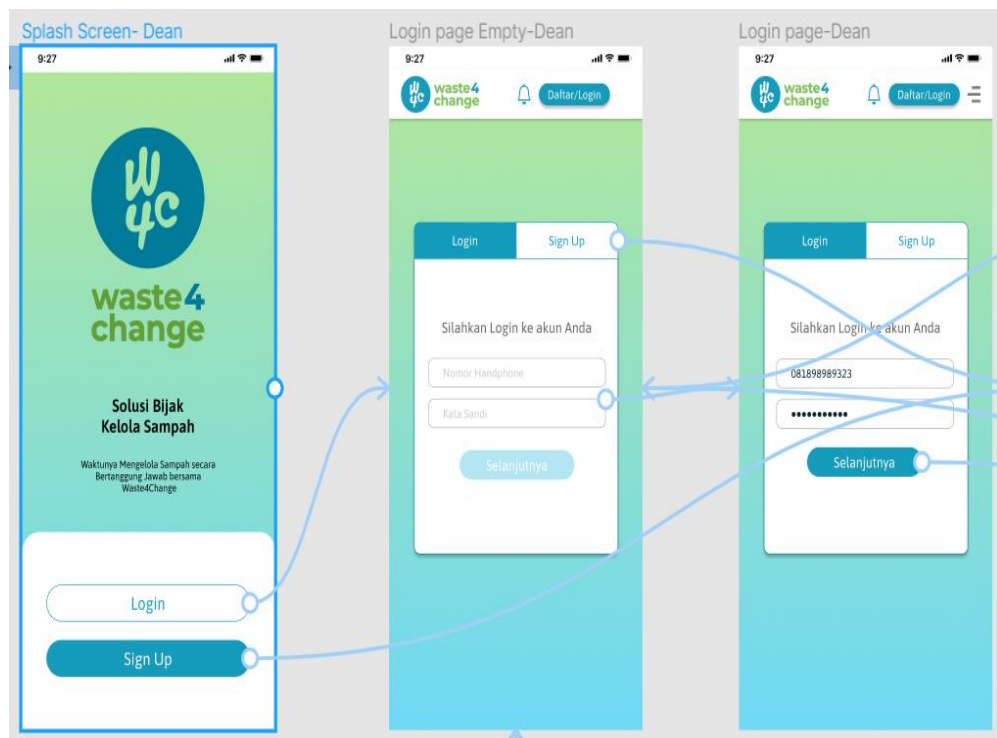 Splash Screen- Dean
9:27
W4C
waste4
change
Solusi Bijak
Kelola Sampah
Waktunya Mengelola Sampah secara
Bertanggung Jawab bersama
Waste4Change
Login
Sign Up
Login page Empty-Dean
9:27
W4C
waste4
change
Daftar/Login
Login
Sign Up
Silahkan Login ke akun Anda
Nomor Handphone
Kata Sandi
Selanjutnya
Login page-Dean
9:27
W4C
waste4
change
Daftar/Login
Login
Sign Up
Silahkan Login ke akun Anda
081898989323
•••••••••••
Selanjutnya